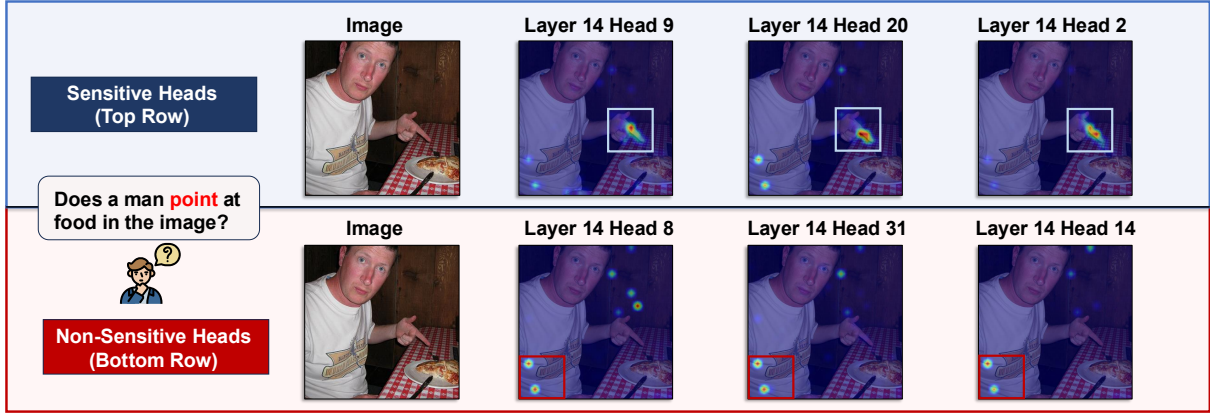 Image
Layer 14 Head 9
Layer 14 Head 20
Layer 14 Head 2
Sensitive Heads
(Top Row)
Does a man point at
food in the image?
?
Image
Layer 14 Head 8
Layer 14 Head 31
Layer 14 Head 14
Non-Sensitive Heads
(Bottom Row)